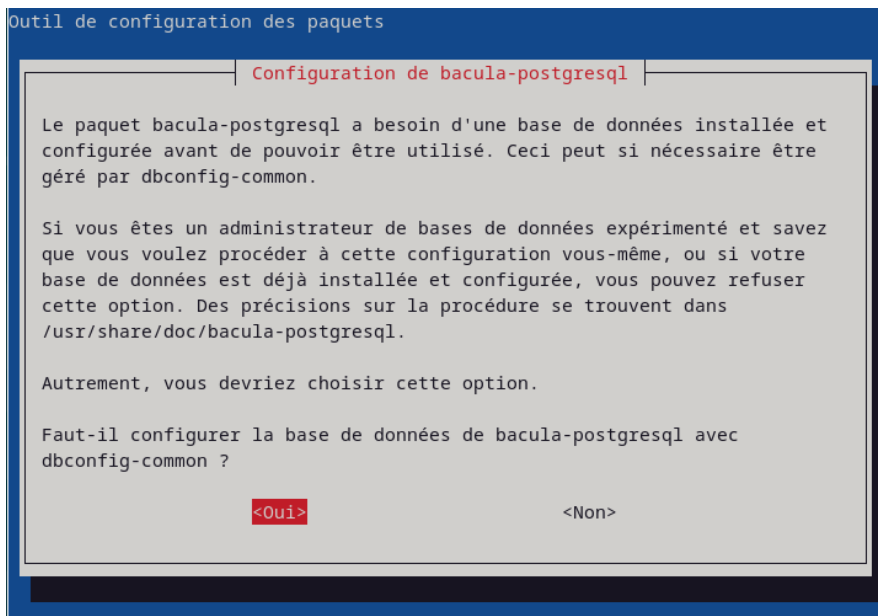 Outil de configuration des paquets
Configuration de bacula-postgresql
Le paquet bacula-postgresql a besoin d'une base de données installée et
configurée avant de pouvoir être utilisé. Ceci peut si nécessaire être
géré par dbconfig-common.
Si vous êtes un administrateur de bases de données expérimenté et savez
que vous voulez procéder à cette configuration vous-même, ou si votre
base de données est déjà installée et configurée, vous pouvez refuser
cette option. Des précisions sur la procédure se trouvent dans
/usr/share/doc/bacula-postgresql.
Autrement, vous devriez choisir cette option.
Faut-il configurer la base de données de bacula-postgresql avec
dbconfig-common ?
<Oui> <Non>